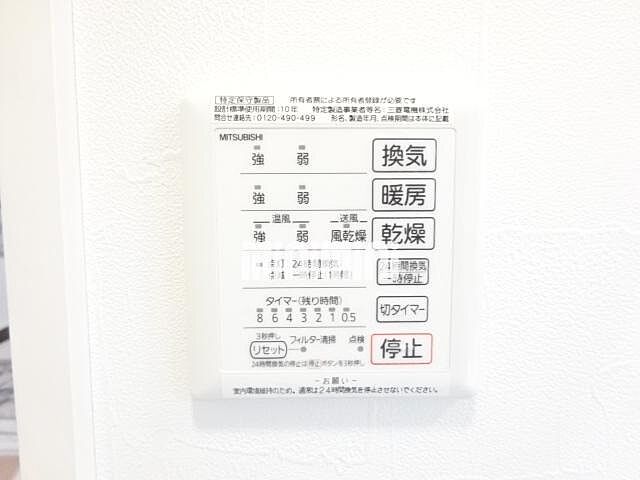 特定保守製品 所有者票による所有者登録が必要です
設計標準使用期間:10年 特定製造事業者等名:三菱電機株式会社
問合せ連絡先:0120-490-499 形名、製造年月、点検期間は本体に記載
MITSUBISHI
強 弱 換気
強 弱 暖房
温風 送風
強 弱 風乾燥 乾燥
24時間換気
一時停止
タイマー(残り時間)
8 6 4 3 2 1 0.5 切タイマー
3秒押し
リセット フィルター清掃 点検 停止
24時間換気の停止は停止ボタンを3秒押し
-お願い-
室内環境維持のため、通常は24時間換気を停止させないでください。